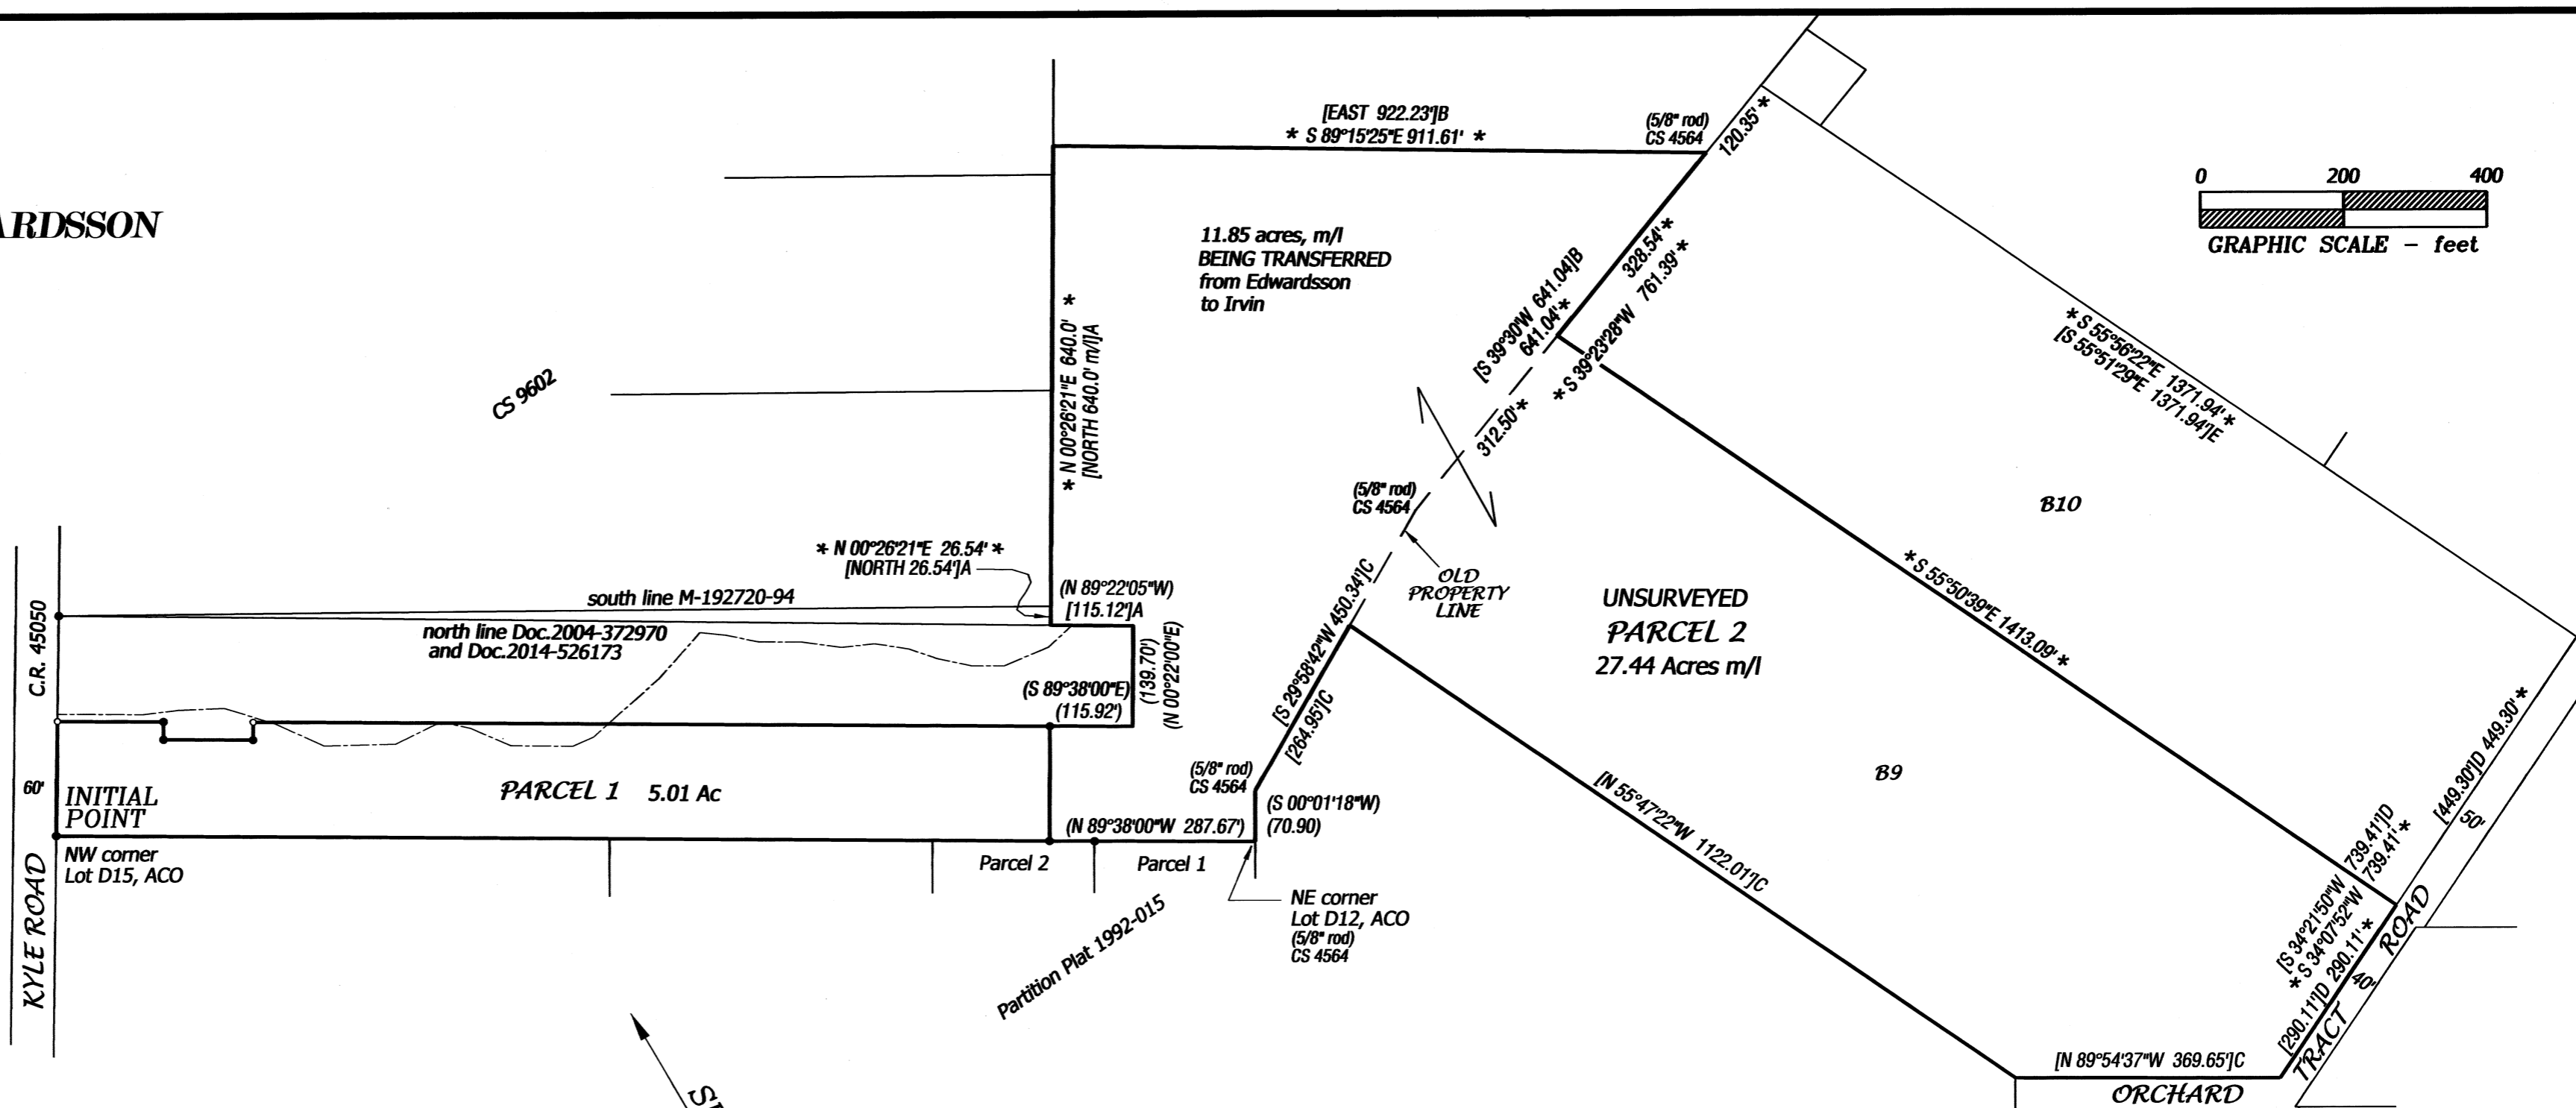 ARDSSON
[EAST 922.23']B
* S 89°15'25"E 911.61' *
(5/8" rod)
CS 4564
120.35' *
0 200 400
GRAPHIC SCALE – feet
11.85 acres, m/l
BEING TRANSFERRED
from Edwardsson
to Irvin
[S 39°30'W 641.04']B
641.04' *
328.54' *
* S 39°23'28"W 761.39' *
312.50' *
* N 00°26'21"E 640.0' *
[NORTH 640.0' m/l]A
* S 55°56'22"E 1371.94' *
[S 55°51'29"E 1371.94']E
CS 9602
B10
(5/8" rod)
CS 4564
OLD
PROPERTY
LINE
* N 00°26'21"E 26.54' *
[NORTH 26.54']A
(N 89°22'05"W)
[115.12']A
south line M-192720-94
north line Doc.2004-372970
and Doc.2014-526173
C.R. 45050
(139.70')
(N 00°22'00"E)
(S 89°38'00"E)
(115.92')
[S 29°58'42"W 450.34']C
[264.95']C
UNSURVEYED
PARCEL 2
27.44 Acres m/l
* S 55°50'39"E 1413.09' *
B9
60'
INITIAL
POINT
PARCEL 1 5.01 Ac
(5/8" rod)
CS 4564
(S 00°01'18"W)
(70.90)
(N 89°38'00"W 287.67')
[N 55°47'22"W 1122.01']C
[449.30']D 449.30' *
50'
NW corner
Lot D15, ACO
KYLE ROAD
Parcel 2
Parcel 1
Partition Plat 1992-015
NE corner
Lot D12, ACO
(5/8" rod)
CS 4564
[S 34°21'50"W 739.41']D
* S 34°07'52"W 739.41' *
[290.11']D 290.11' *
40'
TRACT ROAD
[N 89°54'37"W 369.65']C
ORCHARD